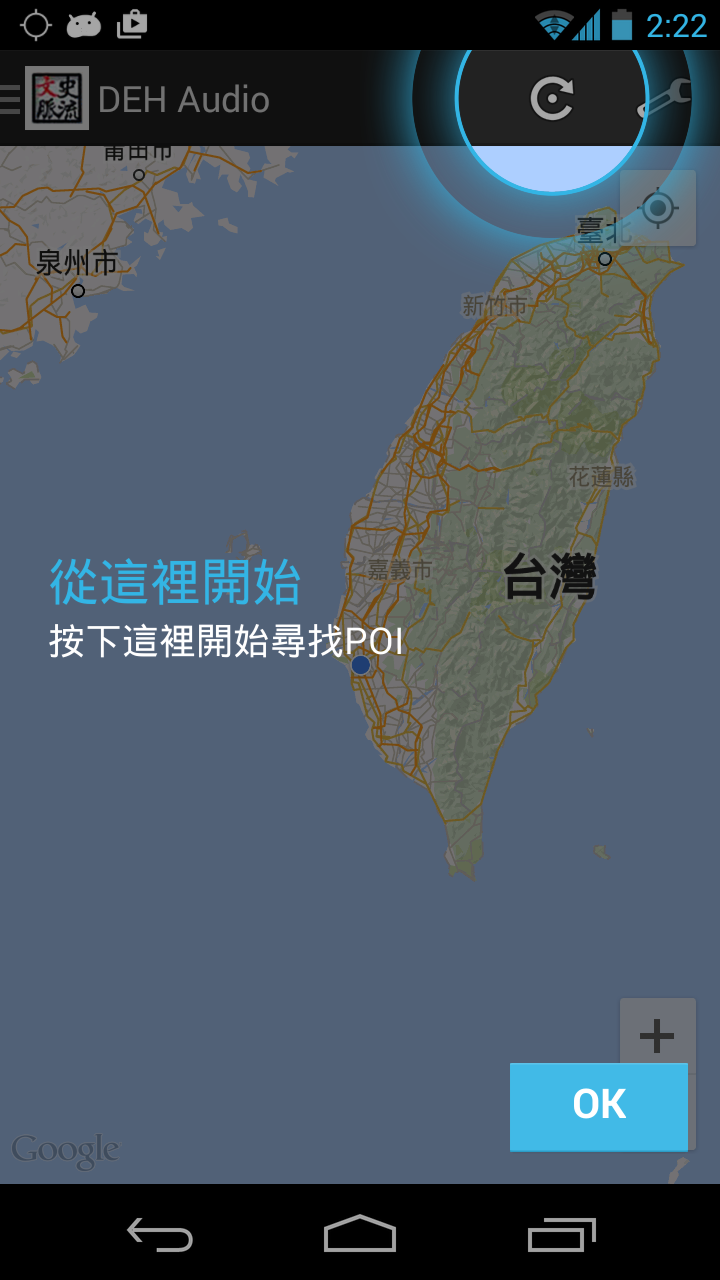 2:22
文史
脈流
DEH Audio
莆田市
泉州市
臺北
新竹市
花蓮縣
嘉義市
台灣
從這裡開始
按下這裡開始尋找POI
OK
Google